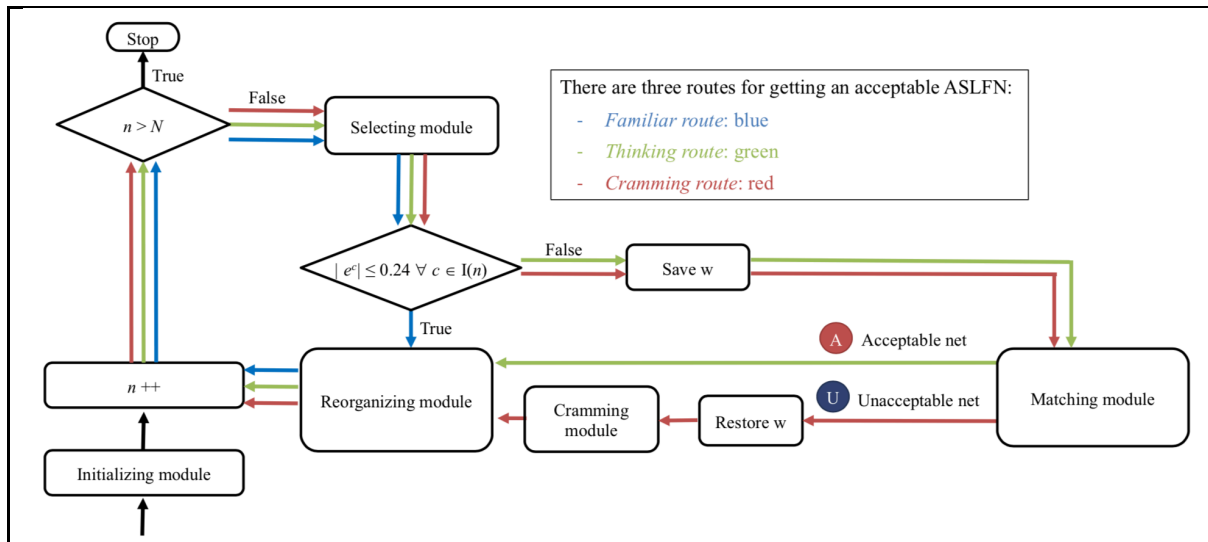 Stop
True
n > N
False
Selecting module
There are three routes for getting an acceptable ASLFN:
- Familiar route: blue
- Thinking route: green
- Cramming route: red
| eᶜ| ≤ 0.24 ∀ c ∈ I(n)
False
Save w
True
A Acceptable net
n ++
Reorganizing module
Cramming
module
Restore w
U Unacceptable net
Matching module
Initializing module